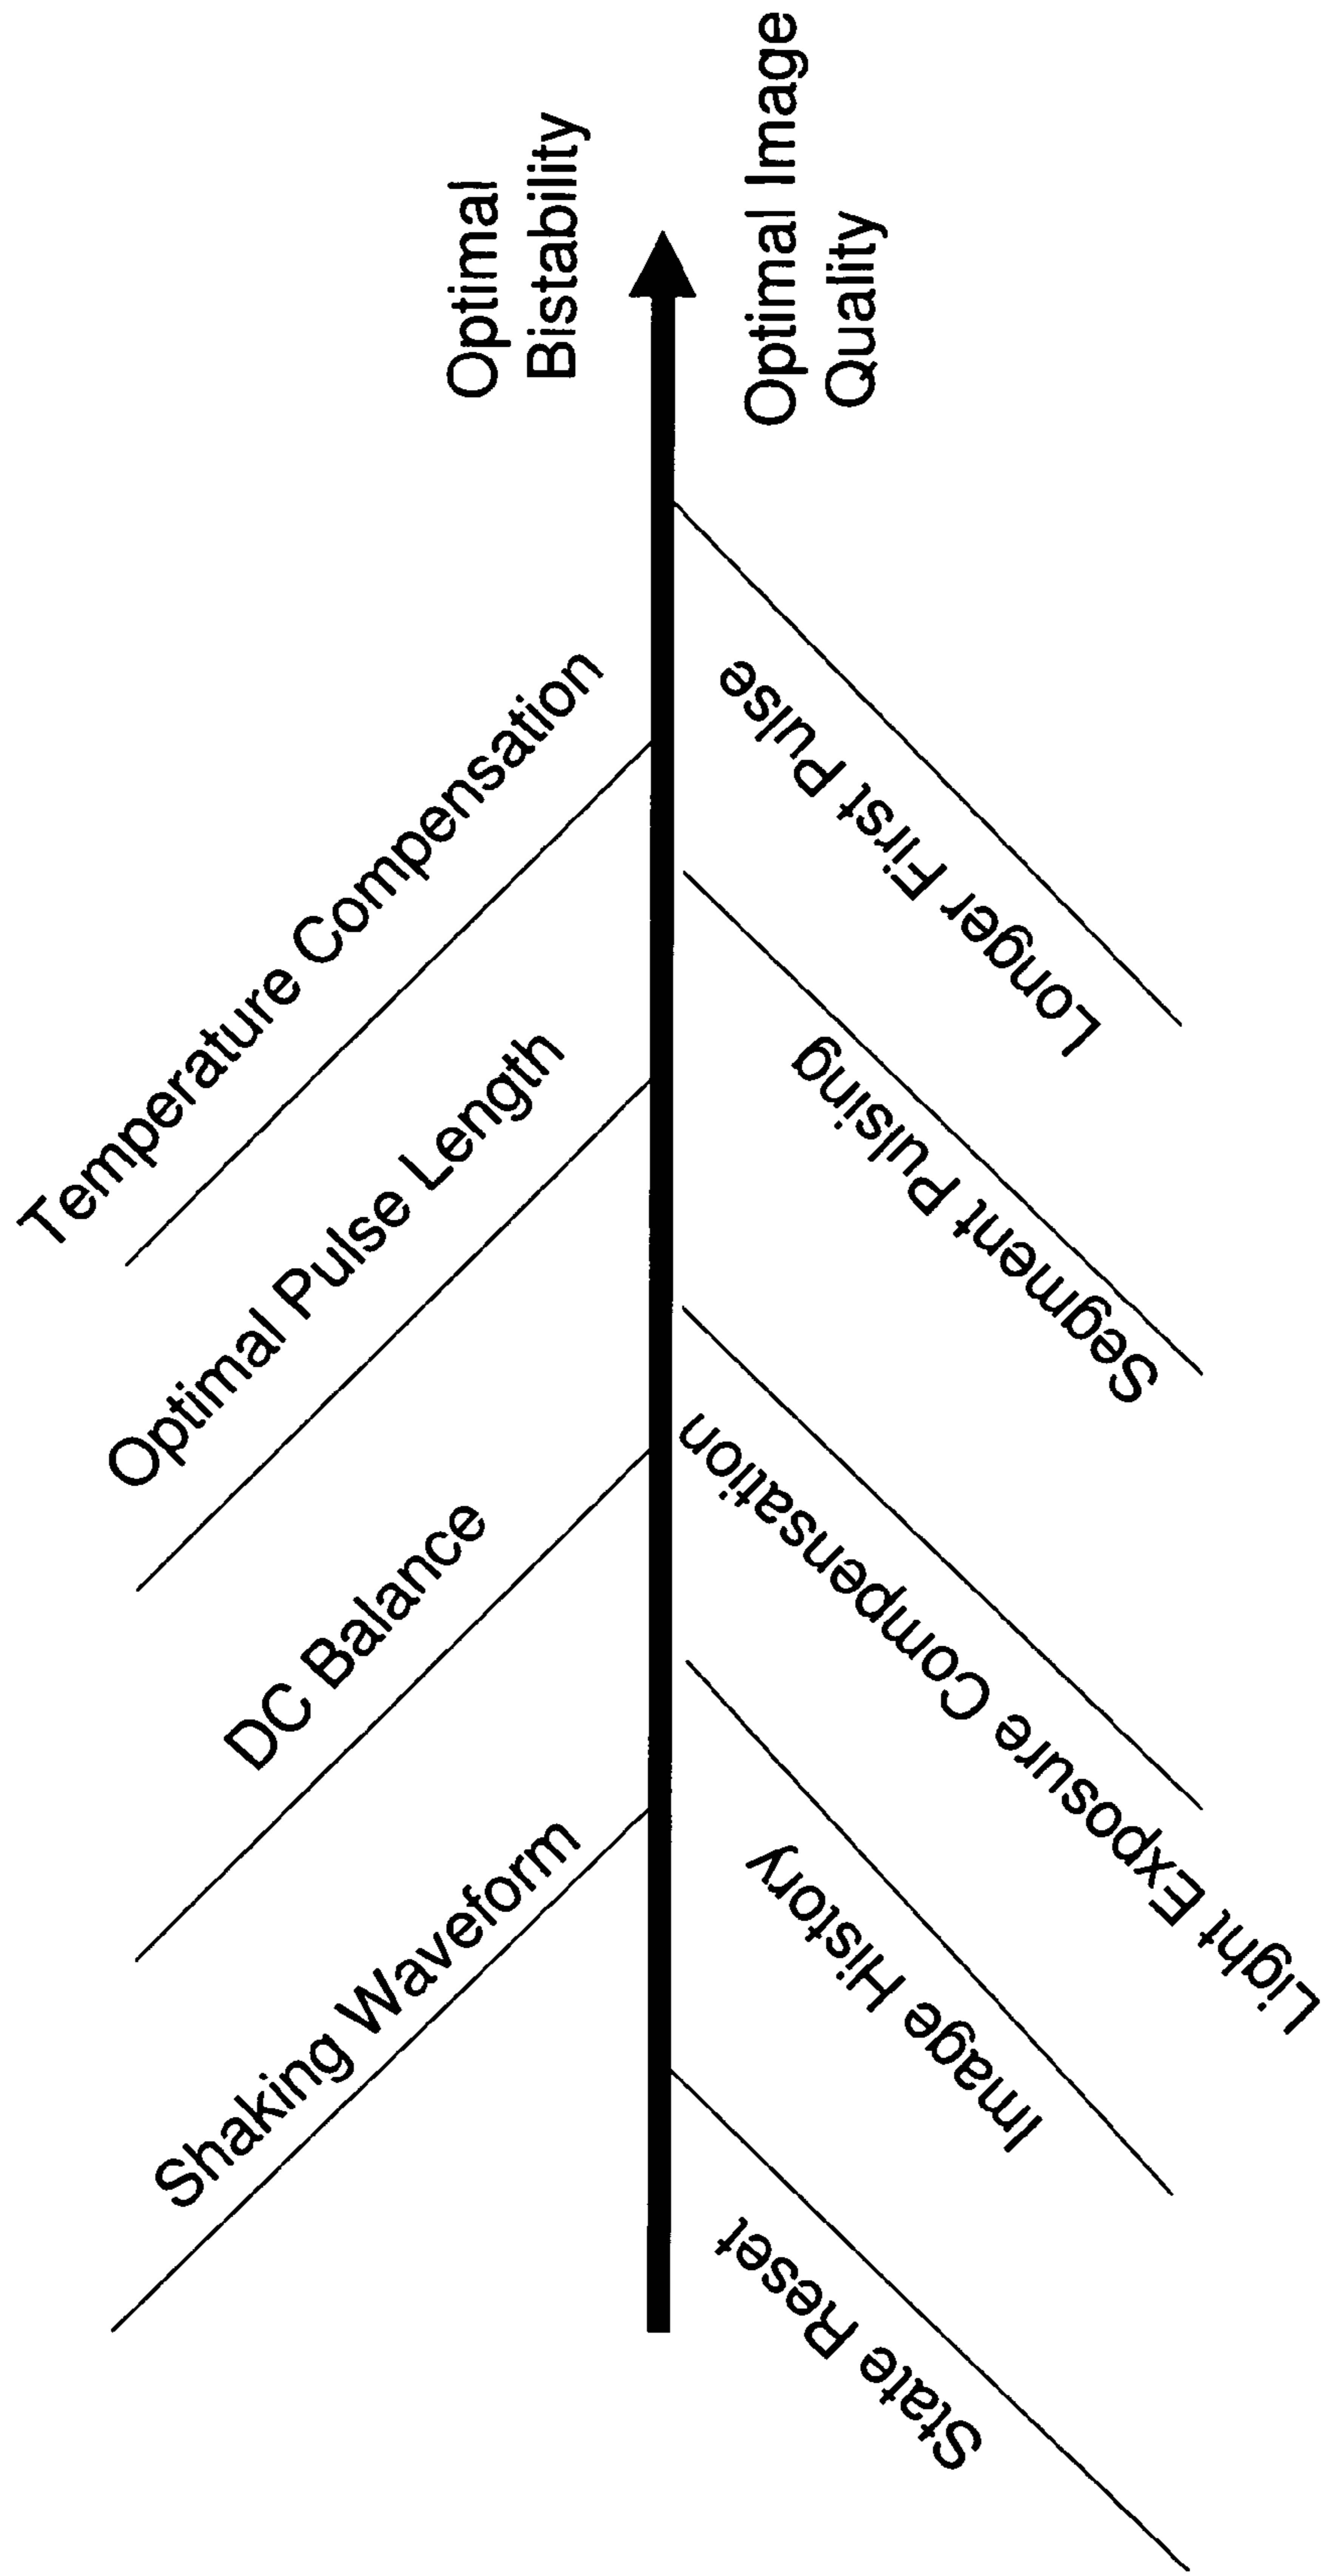 Shaking Waveform
DC Balance
Optimal Pulse Length
Temperature Compensation
Optimal
Bistability
Optimal Image
Quality
State Reset
Image History
Light Exposure Compensation
Segment Pulsing
Longer First Pulse